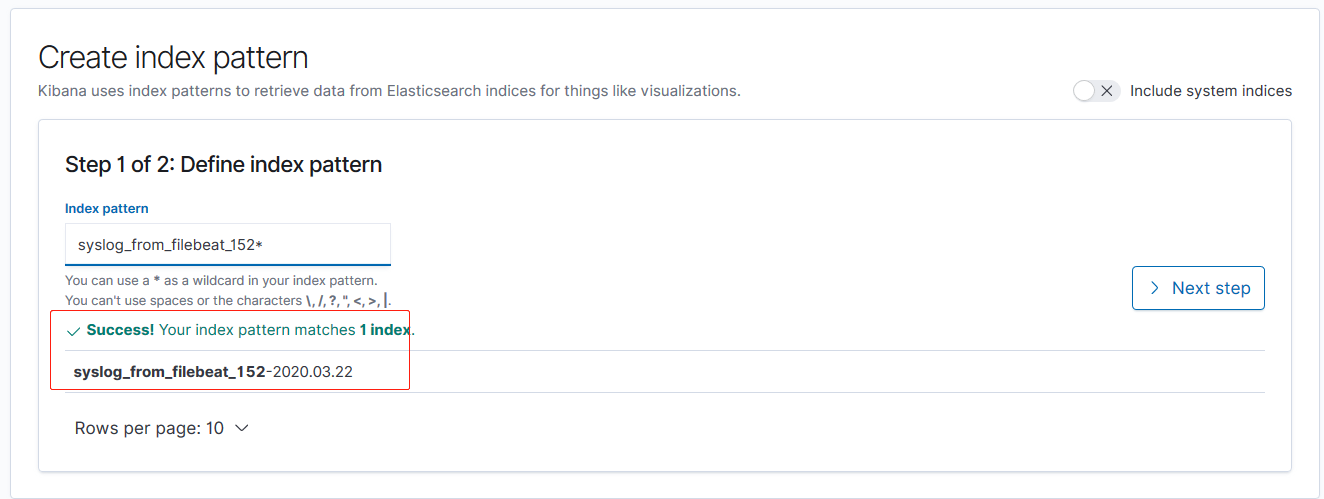 Create index pattern
Kibana uses index patterns to retrieve data from Elasticsearch indices for things like visualizations.
Include system indices
Step 1 of 2: Define index pattern
Index pattern
syslog_from_filebeat_152*
You can use a * as a wildcard in your index pattern.
You can't use spaces or the characters \, /, ?, ", <, >, |.
Next step
Success! Your index pattern matches 1 index.
syslog_from_filebeat_152-2020.03.22
Rows per page: 10